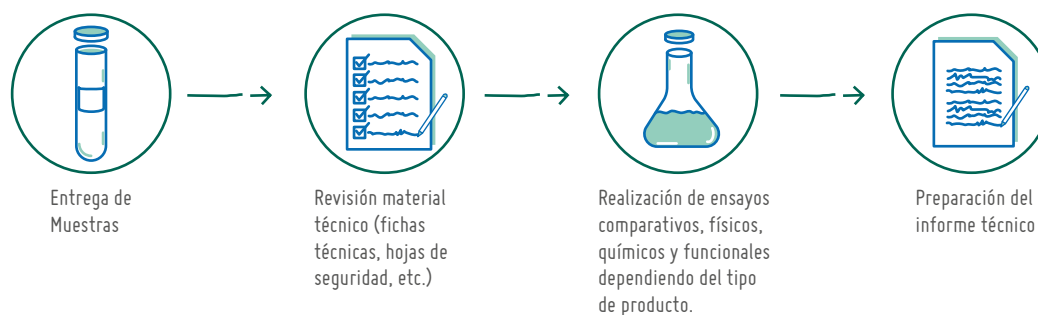 Entrega de
Muestras
Revisión material
técnico (fichas
técnicas, hojas de
seguridad, etc.)
Realización de ensayos
comparativos, físicos,
químicos y funcionales
dependiendo del tipo
de producto.
Preparación del
informe técnico